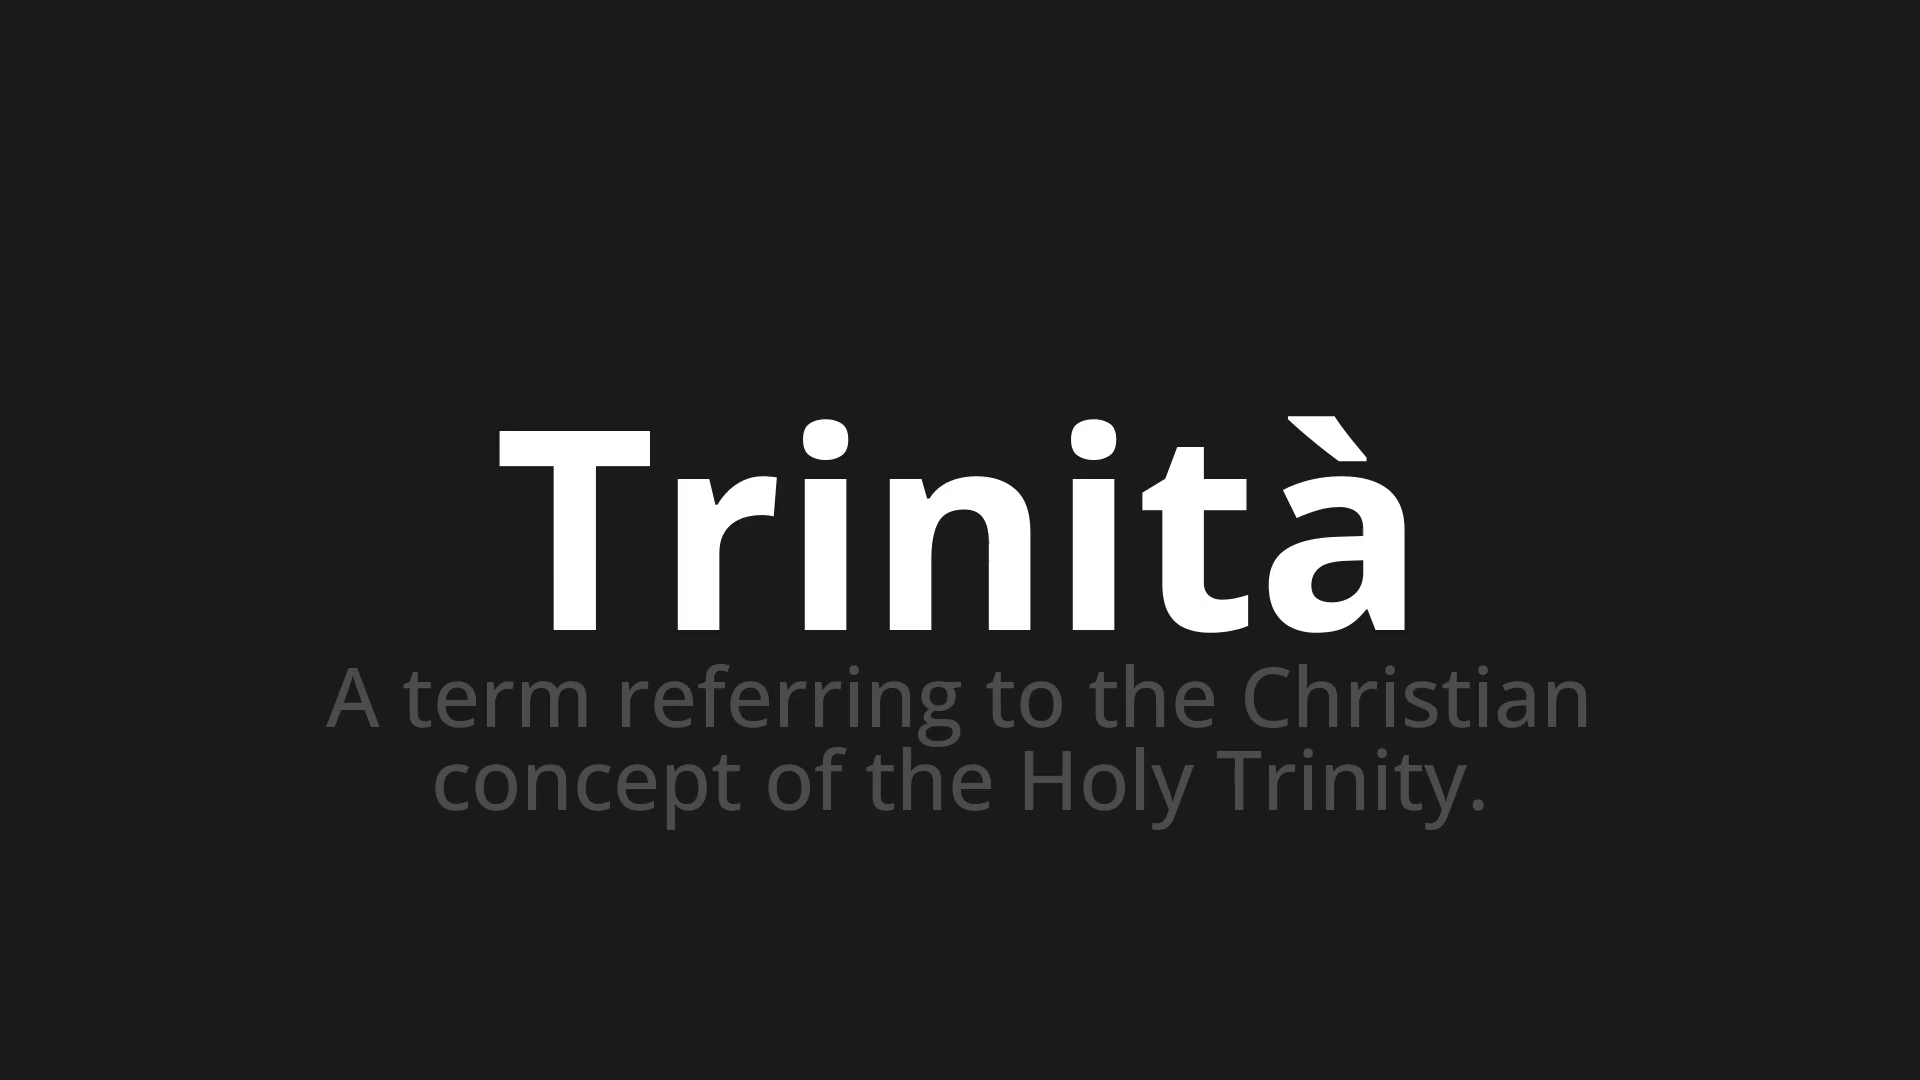 Trinità
A term referring to the Christian
concept of the Holy Trinity.